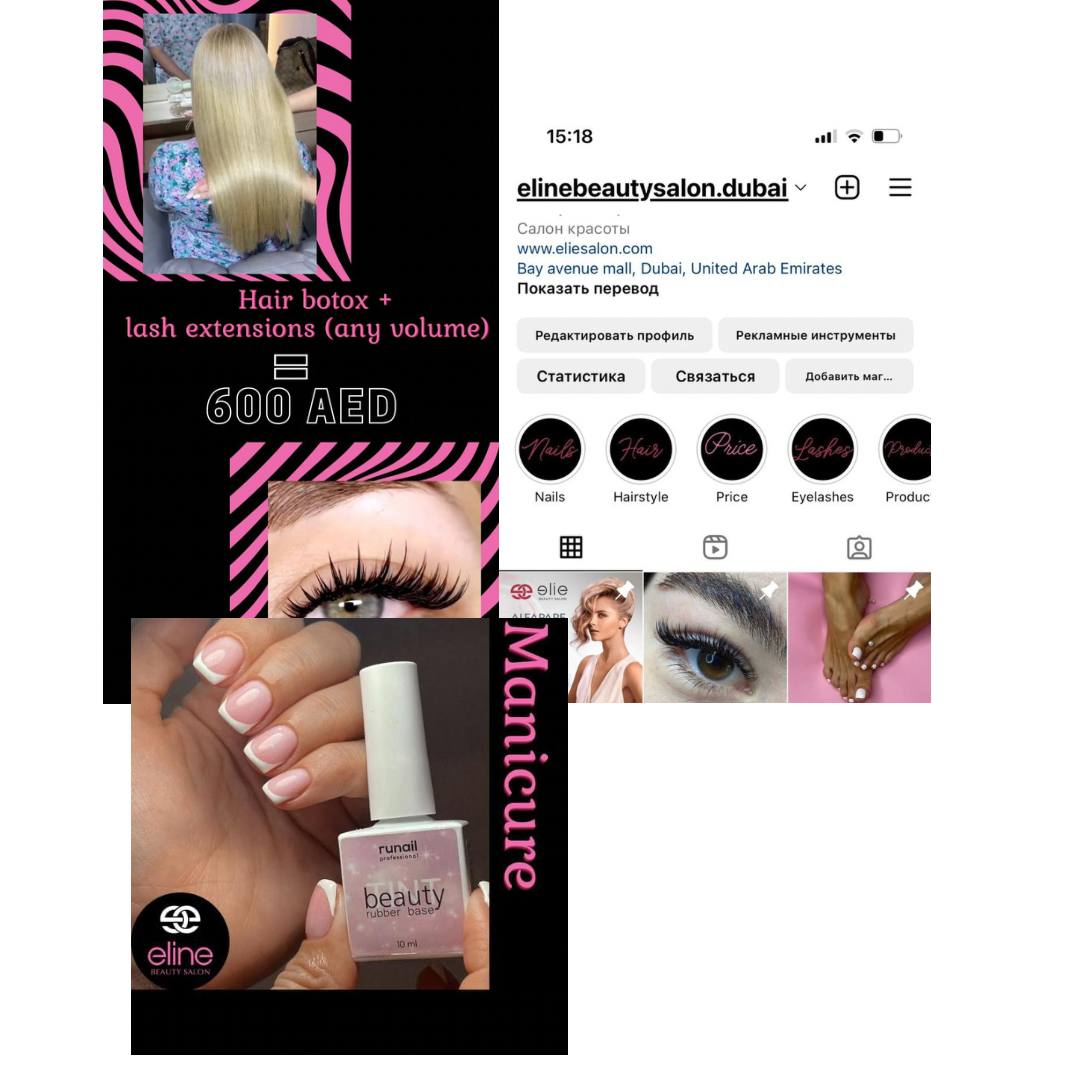 Hair botox +
lash extensions (any volume)
=
600 AED
15:18
elinebeautysalon.dubai
Салон красоты
www.eliesalon.com
Bay avenue mall, Dubai, United Arab Emirates
Показать перевод
Редактировать профиль
Рекламные инструменты
Статистика
Связаться
Добавить маг...
Nails
Hair
Price
Lashes
Produc
Nails
Hairstyle
Price
Eyelashes
Product
elie
BEAUTY SALON
Manicure
runail
professional
TINT
beauty
rubber base
10 ml
eline
BEAUTY SALON